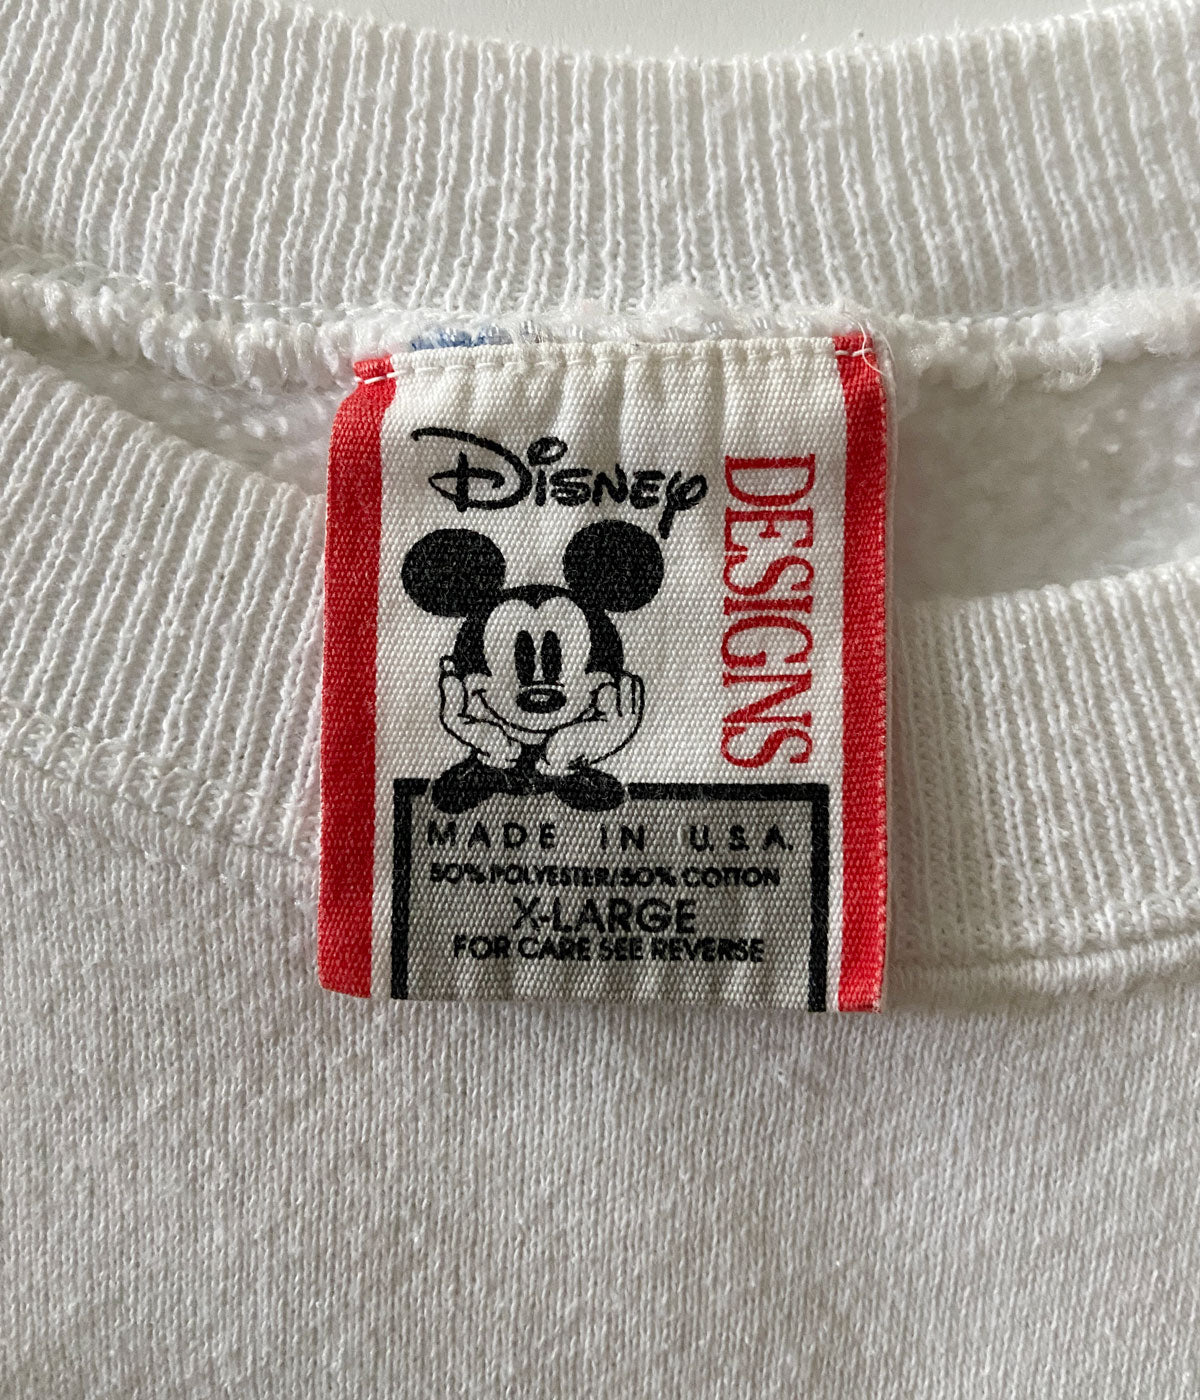 Disney
DESIGNS
MADE IN U.S.A.
50% POLYESTER/50% COTTON
X-LARGE
FOR CARE SEE REVERSE